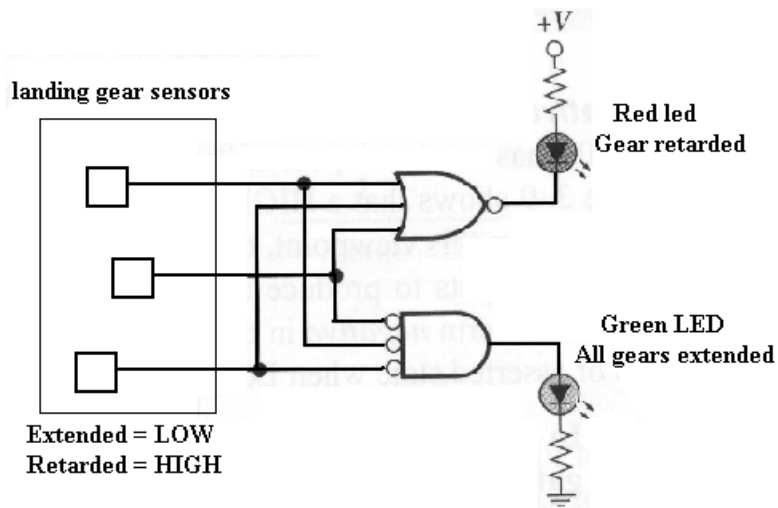 +V
landing gear sensors
Red led
Gear retarded
Green LED
All gears extended
Extended = LOW
Retarded = HIGH